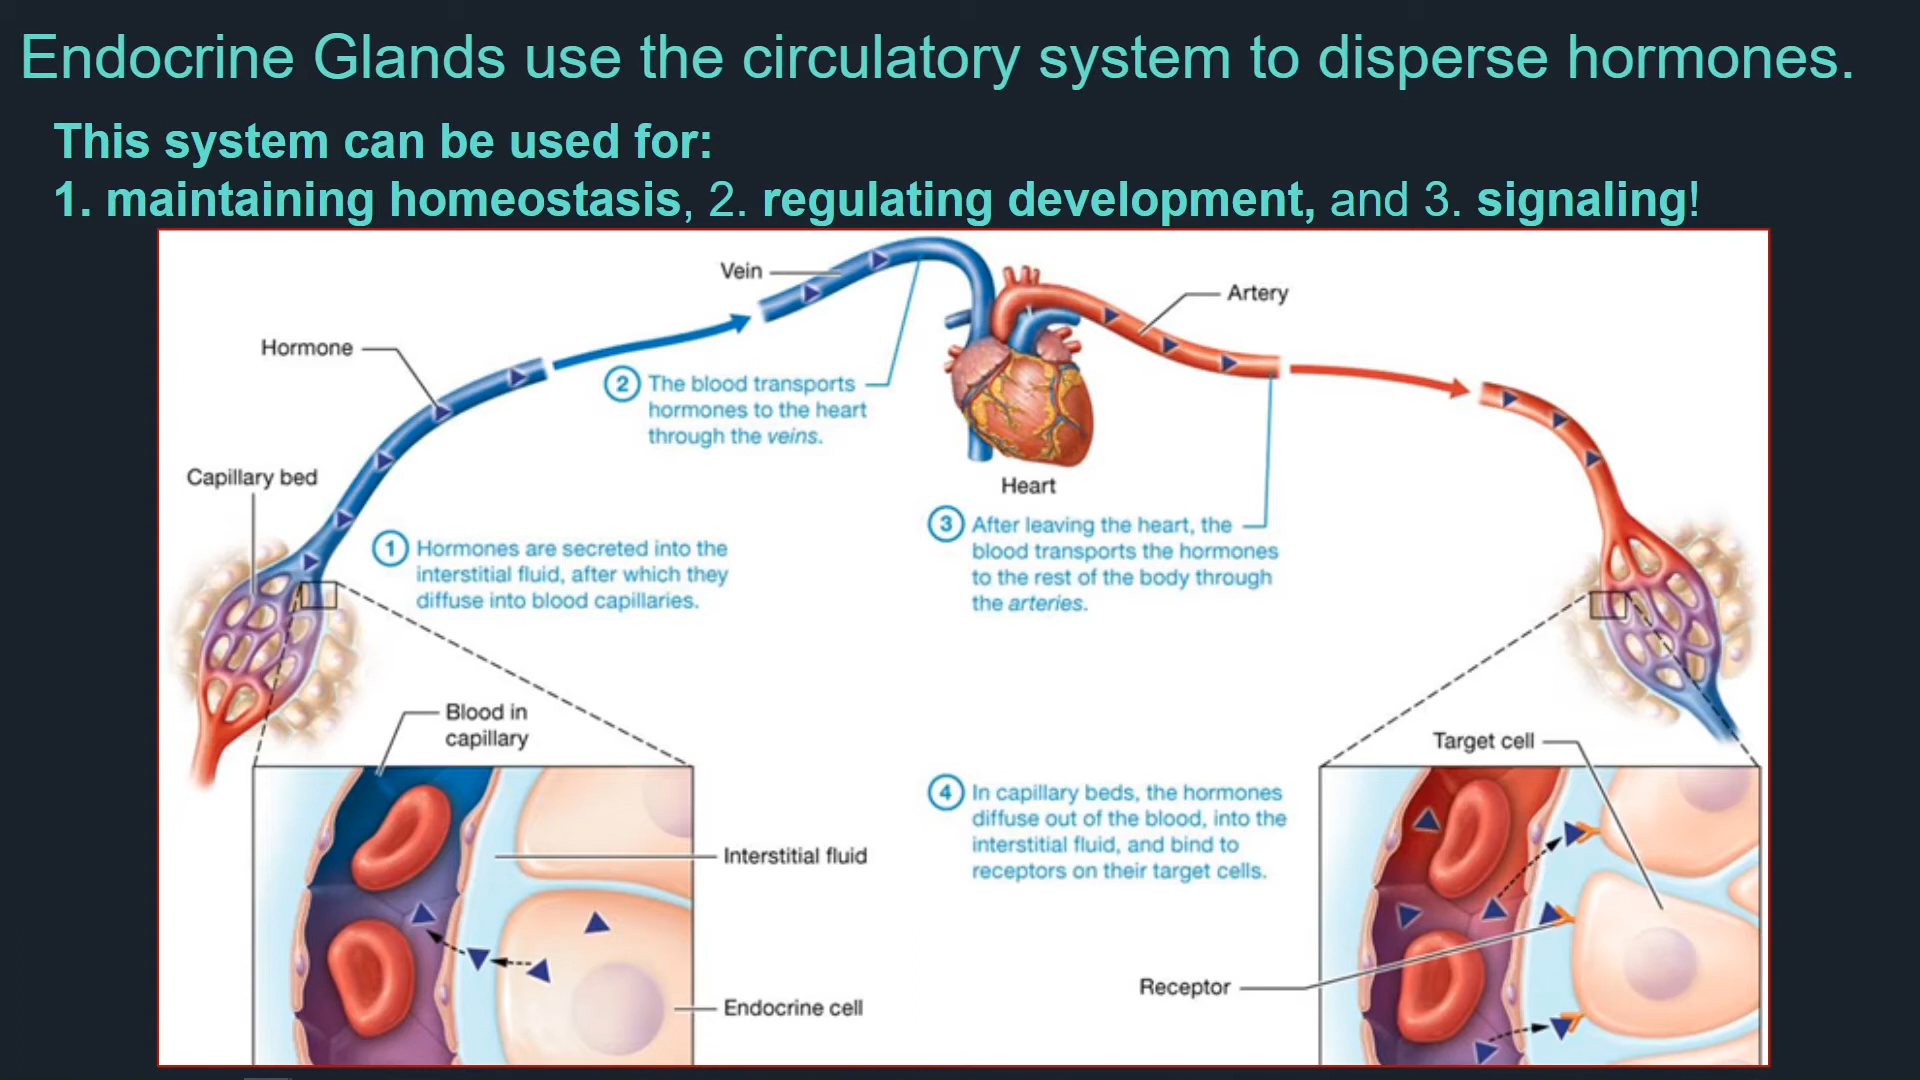 Endocrine Glands use the circulatory system to disperse hormones.
This system can be used for:
1. maintaining homeostasis, 2. regulating development, and 3. signaling!
Vein
Artery
Hormone
2 The blood transports
hormones to the heart
through the veins.
Capillary bed
Heart
1 Hormones are secreted into the
interstitial fluid, after which they
diffuse into blood capillaries.
3 After leaving the heart, the
blood transports the hormones
to the rest of the body through
the arteries.
Blood in
capillary
Target cell
4 In capillary beds, the hormones
diffuse out of the blood, into the
interstitial fluid, and bind to
receptors on their target cells.
Interstitial fluid
Receptor
Endocrine cell